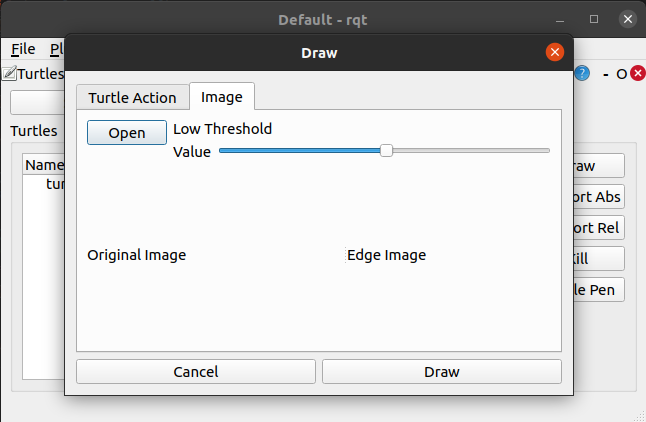 Default - rqt
File Pl
Draw
Turtles
? - O
Turtle Action Image
Open Low Threshold
Value
Turtles
Name
tur
raw
ort Abs
ort Rel
Kill
le Pen
Original Image Edge Image
Cancel Draw